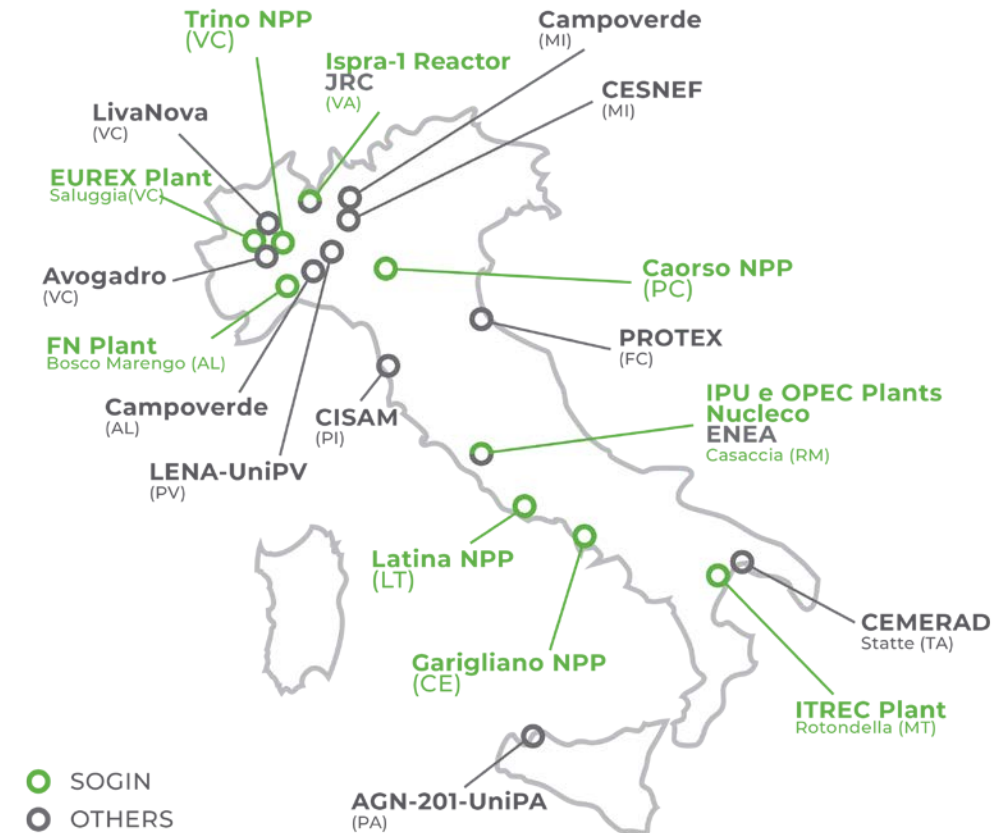 Trino NPP
(VC)
Campoverde
(MI)
Ispra-1 Reactor
JRC
(VA)
CESNEF
(MI)
LivaNova
(VC)
EUREX Plant
Saluggia(VC)
Avogadro
(VC)
Caorso NPP
(PC)
FN Plant
Bosco Marengo (AL)
PROTEX
(FC)
Campoverde
(AL)
CISAM
(PI)
IPU e OPEC Plants
Nucleco
ENEA
Casaccia (RM)
LENA-UniPV
(PV)
Latina NPP
(LT)
CEMERAD
Statte (TA)
Garigliano NPP
(CE)
ITREC Plant
Rotondella (MT)
AGN-201-UniPA
(PA)
SOGIN
OTHERS